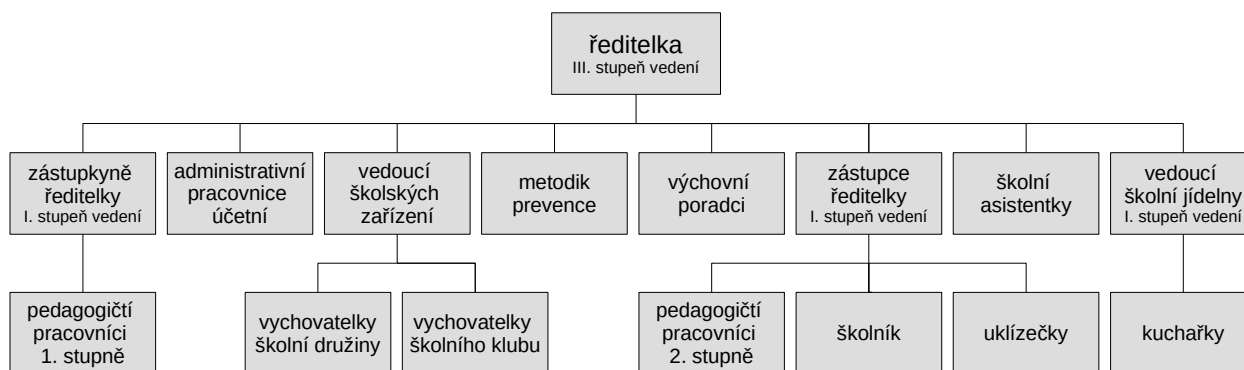 ředitelka
III. stupeň vedení
zástupkyně
ředitelky
I. stupeň vedení
administrativní
pracovnice
účetní
vedoucí
školských
zařízení
metodik
prevence
výchovní
poradci
zástupce
ředitelky
I. stupeň vedení
školní
asistentky
vedoucí
školní jídelny
I. stupeň vedení
pedagogičtí
pracovníci
1. stupně
vychovatelky
školní družiny
vychovatelky
školního klubu
pedagogičtí
pracovníci
2. stupně
školník
uklízečky
kuchařky